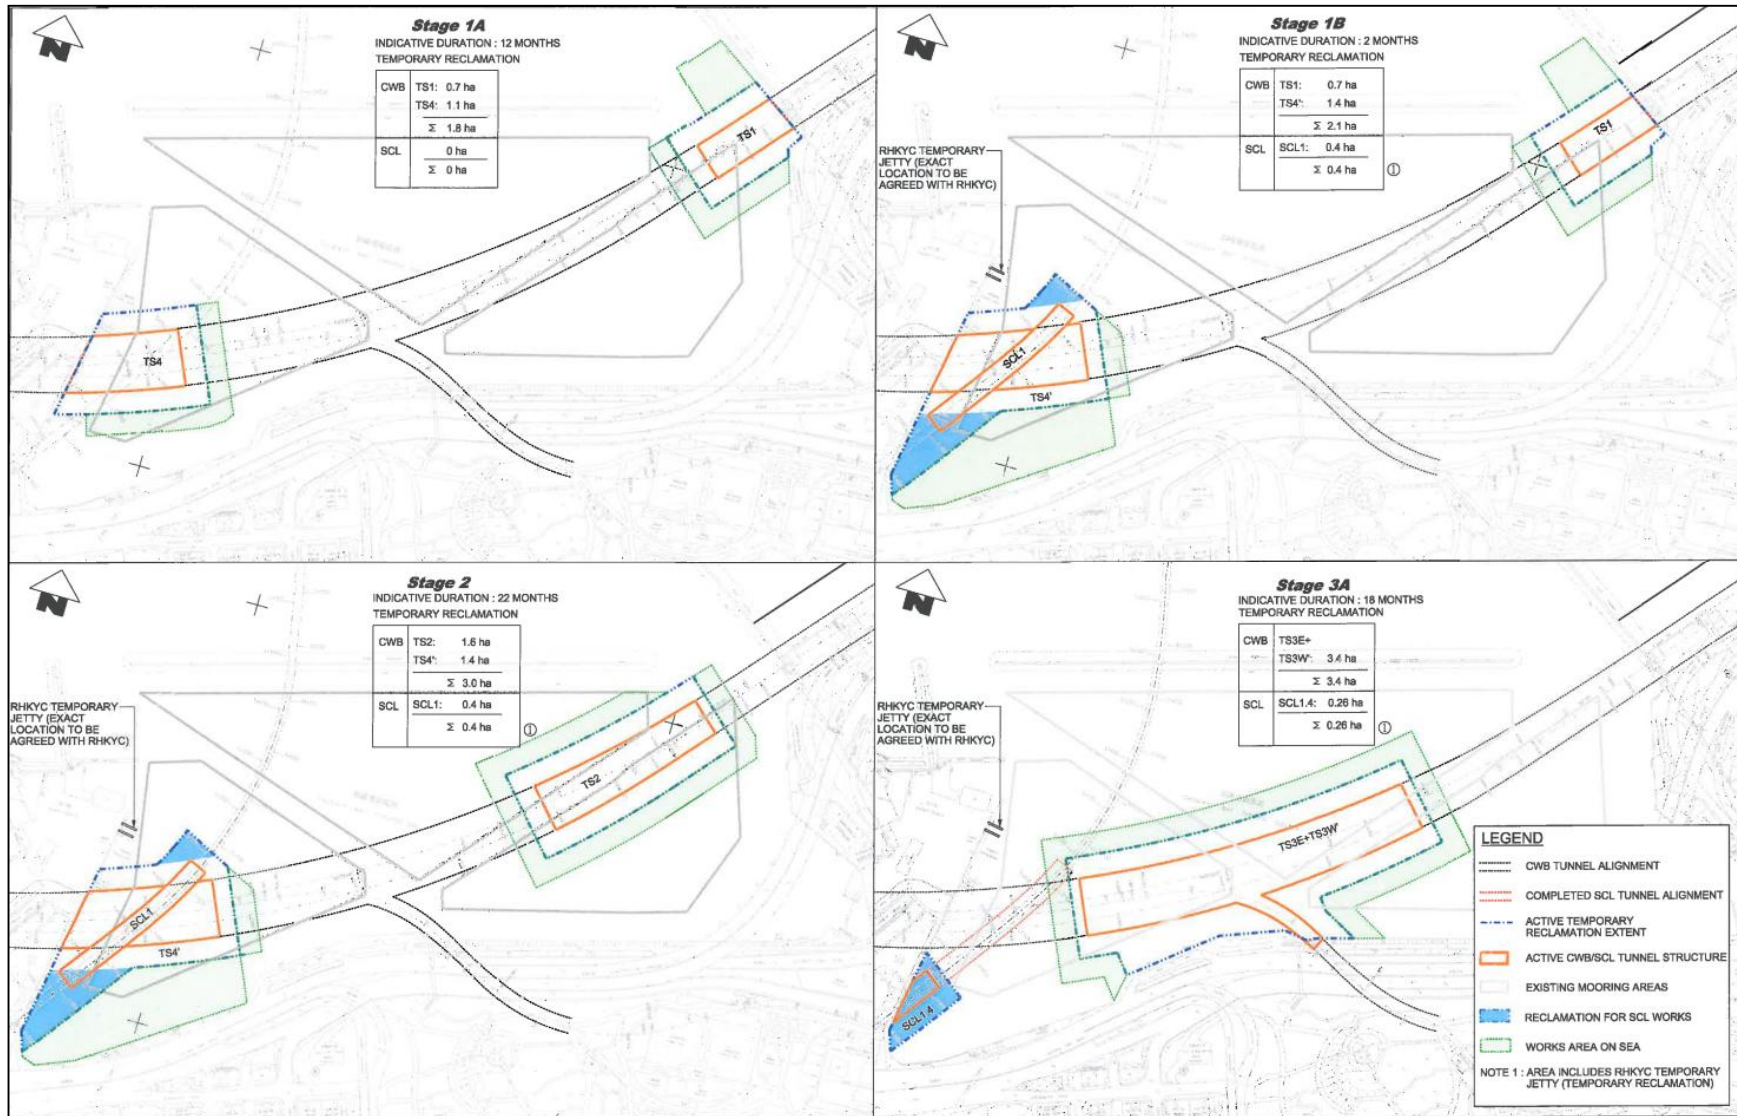 Stage 1A
INDICATIVE DURATION : 12 MONTHS
TEMPORARY RECLAMATION
CWB TS1: 0.7 ha
TS4: 1.1 ha
Σ 1.8 ha
SCL 0 ha
Σ 0 ha
N
TS1
TS4
Stage 1B
INDICATIVE DURATION : 2 MONTHS
TEMPORARY RECLAMATION
CWB TS1: 0.7 ha
TS4': 1.4 ha
Σ 2.1 ha
SCL SCL1: 0.4 ha
Σ 0.4 ha
①
N
RHKYC TEMPORARY
JETTY (EXACT
LOCATION TO BE
AGREED WITH RHKYC)
TS1
SCL1
TS4'
Stage 2
INDICATIVE DURATION : 22 MONTHS
TEMPORARY RECLAMATION
CWB TS2: 1.6 ha
TS4': 1.4 ha
Σ 3.0 ha
SCL SCL1: 0.4 ha
Σ 0.4 ha
①
N
RHKYC TEMPORARY
JETTY (EXACT
LOCATION TO BE
AGREED WITH RHKYC)
TS2
SCL1
TS4'
Stage 3A
INDICATIVE DURATION : 18 MONTHS
TEMPORARY RECLAMATION
CWB TS3E+
TS3W': 3.4 ha
Σ 3.4 ha
SCL SCL1.4: 0.26 ha
Σ 0.26 ha
①
N
RHKYC TEMPORARY
JETTY (EXACT
LOCATION TO BE
AGREED WITH RHKYC)
TS3E+TS3W'
SCL1.4
LEGEND
CWB TUNNEL ALIGNMENT
COMPLETED SCL TUNNEL ALIGNMENT
ACTIVE TEMPORARY
RECLAMATION EXTENT
ACTIVE CWB/SCL TUNNEL STRUCTURE
EXISTING MOORING AREAS
RECLAMATION FOR SCL WORKS
WORKS AREA ON SEA
NOTE 1 : AREA INCLUDES RHKYC TEMPORARY
JETTY (TEMPORARY RECLAMATION)